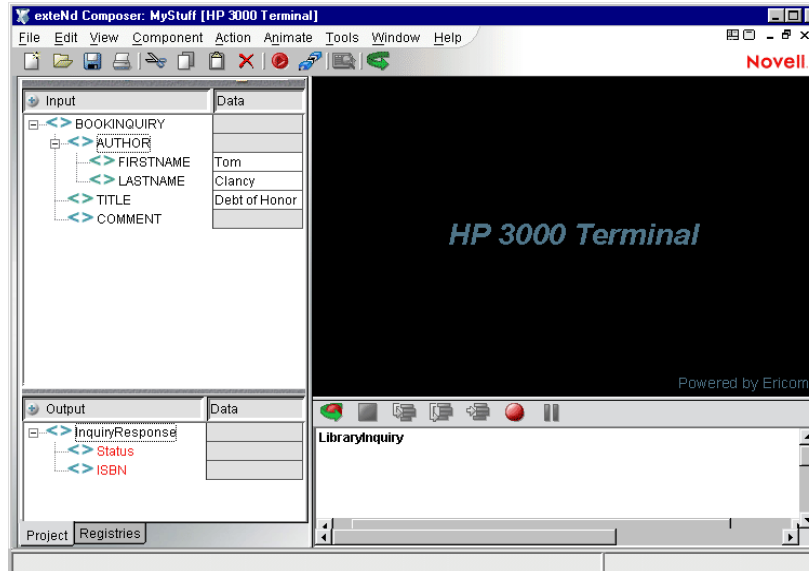 exteNd Composer: MyStuff [HP 3000 Terminal]
File Edit View Component Action Animate Tools Window Help
Novell.
Input Data
BOOKINQUIRY
AUTHOR
FIRSTNAME Tom
LASTNAME Clancy
TITLE Debt of Honor
COMMENT
HP 3000 Terminal
Powered by Ericom
Output Data
InquiryResponse
Status
ISBN
LibraryInquiry
Project Registries